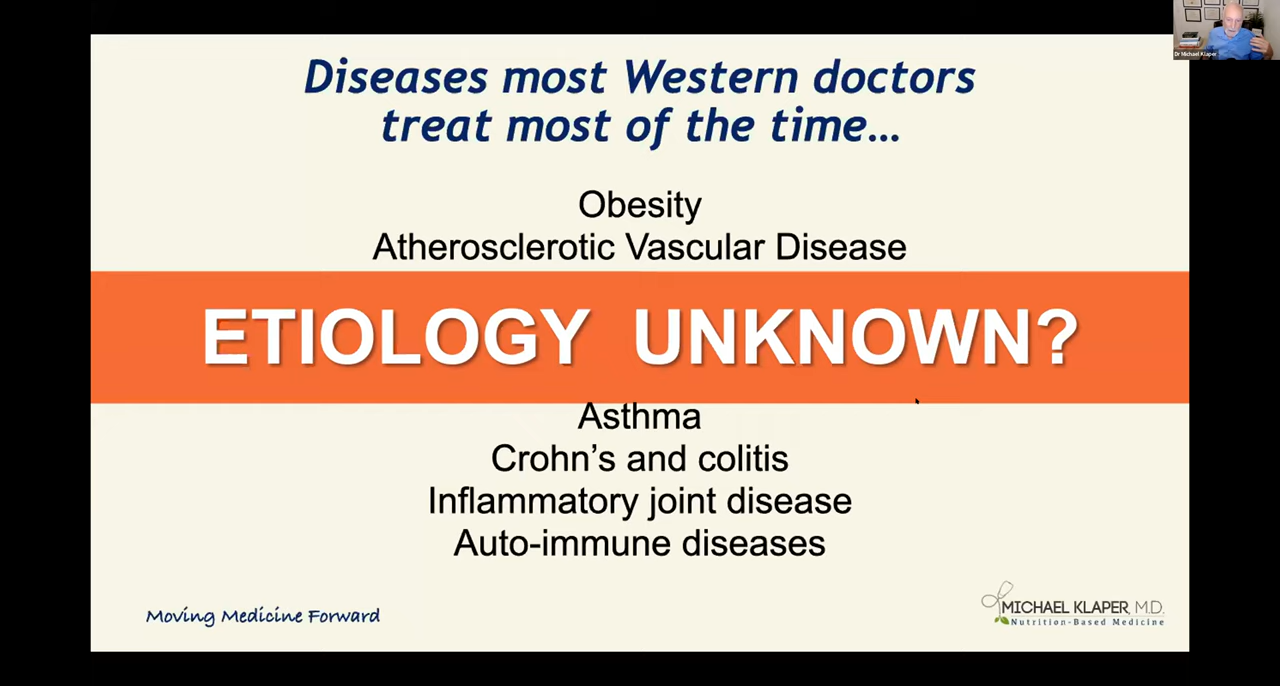 Dr Michael Klaper
Diseases most Western doctors
treat most of the time…
Obesity
Atherosclerotic Vascular Disease
ETIOLOGY UNKNOWN?
Asthma
Crohn's and colitis
Inflammatory joint disease
Auto-immune diseases
Moving Medicine Forward
MICHAEL KLAPER, M.D.
Nutrition-Based Medicine